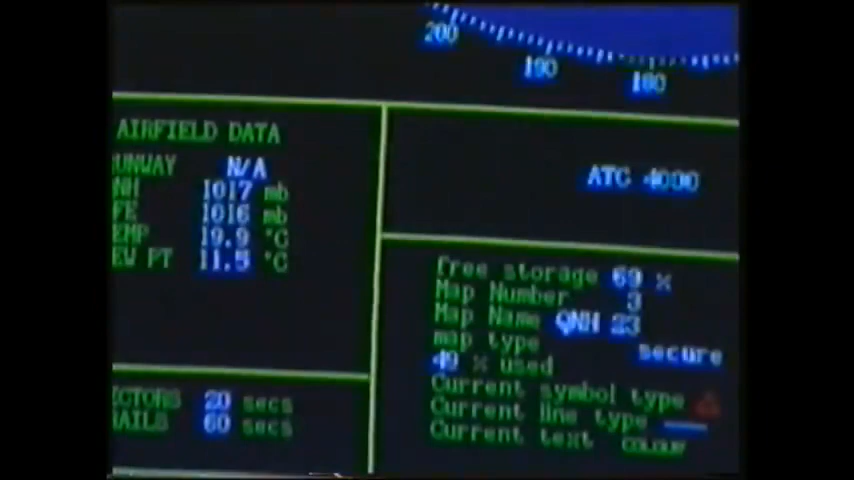 200
190
180
AIRFIELD DATA
UNWAY N/A
NH 1017 mb
FE 1016 mb
EMP 19.9 °C
EW PT 11.5 °C
ATC 4000
free storage 69 %
Map Number 3
Map Name QNH 23
map type secure
49 % used
Current symbol type
Current line type
Current text COLOUR
ECTORS 20 secs
RAILS 60 secs